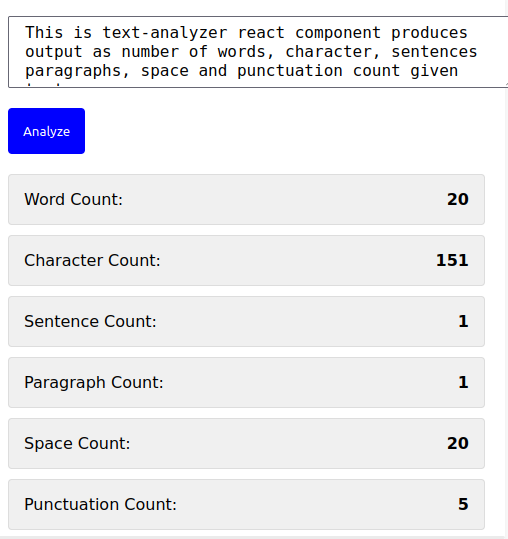 This is text-analyzer react component produces
output as number of words, character, sentences
paragraphs, space and punctuation count given
Analyze
Word Count: 20
Character Count: 151
Sentence Count: 1
Paragraph Count: 1
Space Count: 20
Punctuation Count: 5